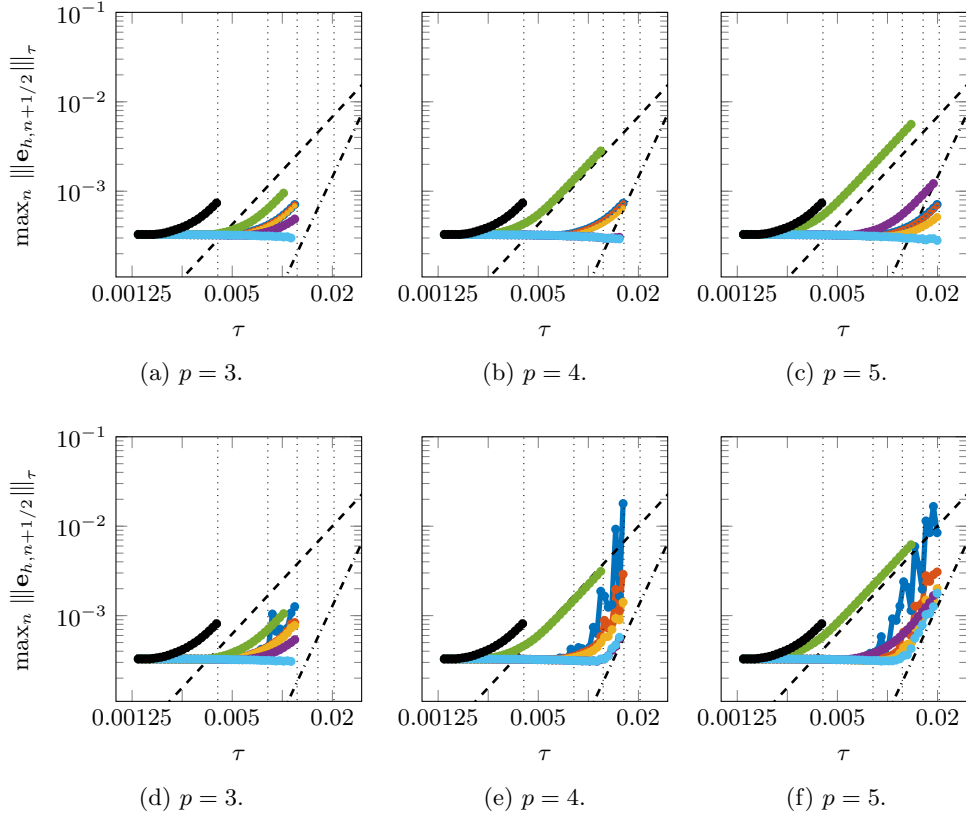 10^{-1}
10^{-2}
10^{-3}
max_n |||e_{h,n+1/2}|||_τ
0.00125 0.005 0.02
τ
(a) p = 3.
0.00125 0.005 0.02
τ
(b) p = 4.
0.00125 0.005 0.02
τ
(c) p = 5.
10^{-1}
10^{-2}
10^{-3}
max_n |||e_{h,n+1/2}|||_τ
0.00125 0.005 0.02
τ
(d) p = 3.
0.00125 0.005 0.02
τ
(e) p = 4.
0.00125 0.005 0.02
τ
(f) p = 5.